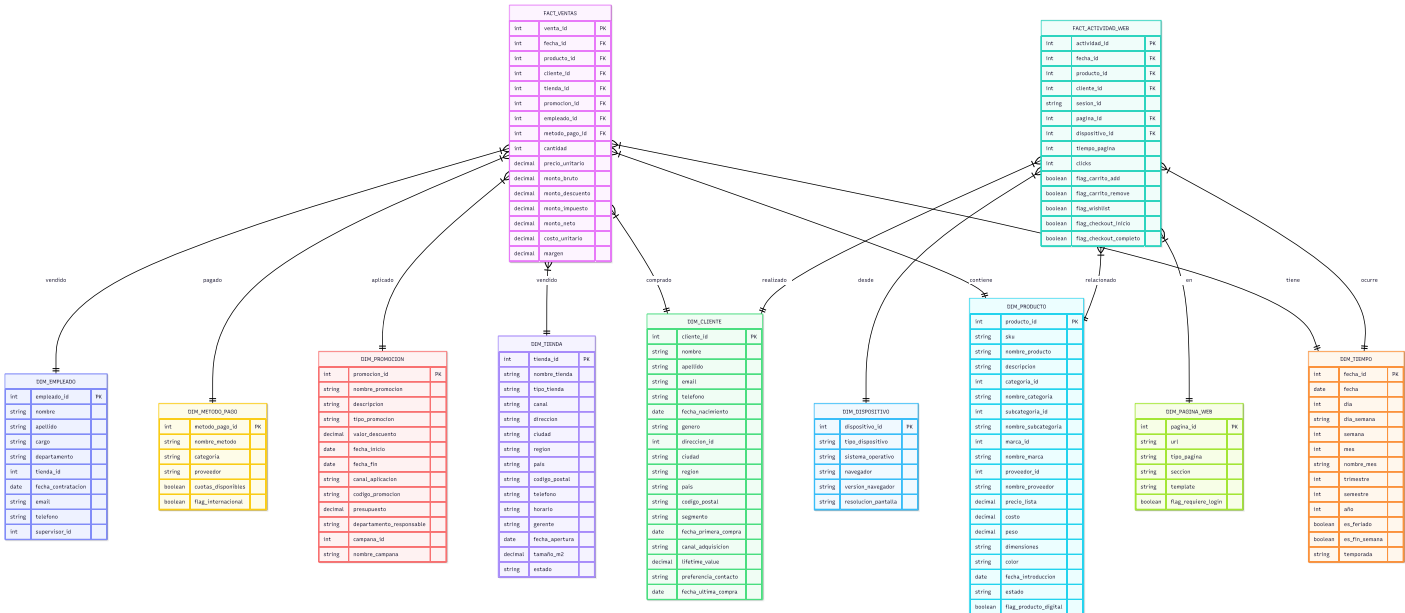 FACT_VENTAS
int venta_id PK
int fecha_id FK
int producto_id FK
int cliente_id FK
int tienda_id FK
int promocion_id FK
int empleado_id FK
int metodo_pago_id FK
int cantidad
decimal precio_unitario
decimal monto_bruto
decimal monto_descuento
decimal monto_impuesto
decimal monto_neto
decimal costo_unitario
decimal margen
FACT_ACTIVIDAD_WEB
int actividad_id PK
int fecha_id FK
int producto_id FK
int cliente_id FK
string sesion_id
int pagina_id FK
int dispositivo_id FK
int tiempo_pagina
int clicks
boolean flag_carrito_add
boolean flag_carrito_remove
boolean flag_wishlist
boolean flag_checkout_inicio
boolean flag_checkout_completo
vendido
pagado
aplicado
vendido
comprado
realizado
desde
contiene
relacionado
en
tiene
ocurre
DIM_EMPLEADO
int empleado_id PK
string nombre
string apellido
string cargo
string departamento
int tienda_id
date fecha_contratacion
string email
string telefono
int supervisor_id
DIM_METODO_PAGO
int metodo_pago_id PK
string nombre_metodo
string categoria
string proveedor
boolean cuotas_disponibles
boolean flag_internacional
DIM_PROMOCION
int promocion_id PK
string nombre_promocion
string descripcion
string tipo_promocion
decimal valor_descuento
date fecha_inicio
date fecha_fin
string canal_aplicacion
string codigo_promocion
decimal presupuesto
string departamento_responsable
int campana_id
string nombre_campana
DIM_TIENDA
int tienda_id PK
string nombre_tienda
string tipo_tienda
string canal
string direccion
string ciudad
string region
string pais
string codigo_postal
string telefono
string horario
string gerente
date fecha_apertura
decimal tamaño_m2
string estado
DIM_CLIENTE
int cliente_id PK
string nombre
string apellido
string email
string telefono
date fecha_nacimiento
string genero
int direccion_id
string ciudad
string region
string pais
string codigo_postal
string segmento
date fecha_primera_compra
string canal_adquisicion
decimal lifetime_value
string preferencia_contacto
date fecha_ultima_compra
DIM_DISPOSITIVO
int dispositivo_id PK
string tipo_dispositivo
string sistema_operativo
string navegador
string version_navegador
string resolucion_pantalla
DIM_PRODUCTO
int producto_id PK
string sku
string nombre_producto
string descripcion
int categoria_id
string nombre_categoria
int subcategoria_id
string nombre_subcategoria
int marca_id
string nombre_marca
int proveedor_id
string nombre_proveedor
decimal precio_lista
decimal costo
decimal peso
string dimensiones
string color
date fecha_introduccion
string estado
boolean flag_producto_digital
DIM_PAGINA_WEB
int pagina_id PK
string url
string tipo_pagina
string seccion
string template
boolean flag_requiere_login
DIM_TIEMPO
int fecha_id PK
date fecha
int dia
string dia_semana
int semana
int mes
string nombre_mes
int trimestre
int semestre
int año
boolean es_feriado
boolean es_fin_semana
string temporada